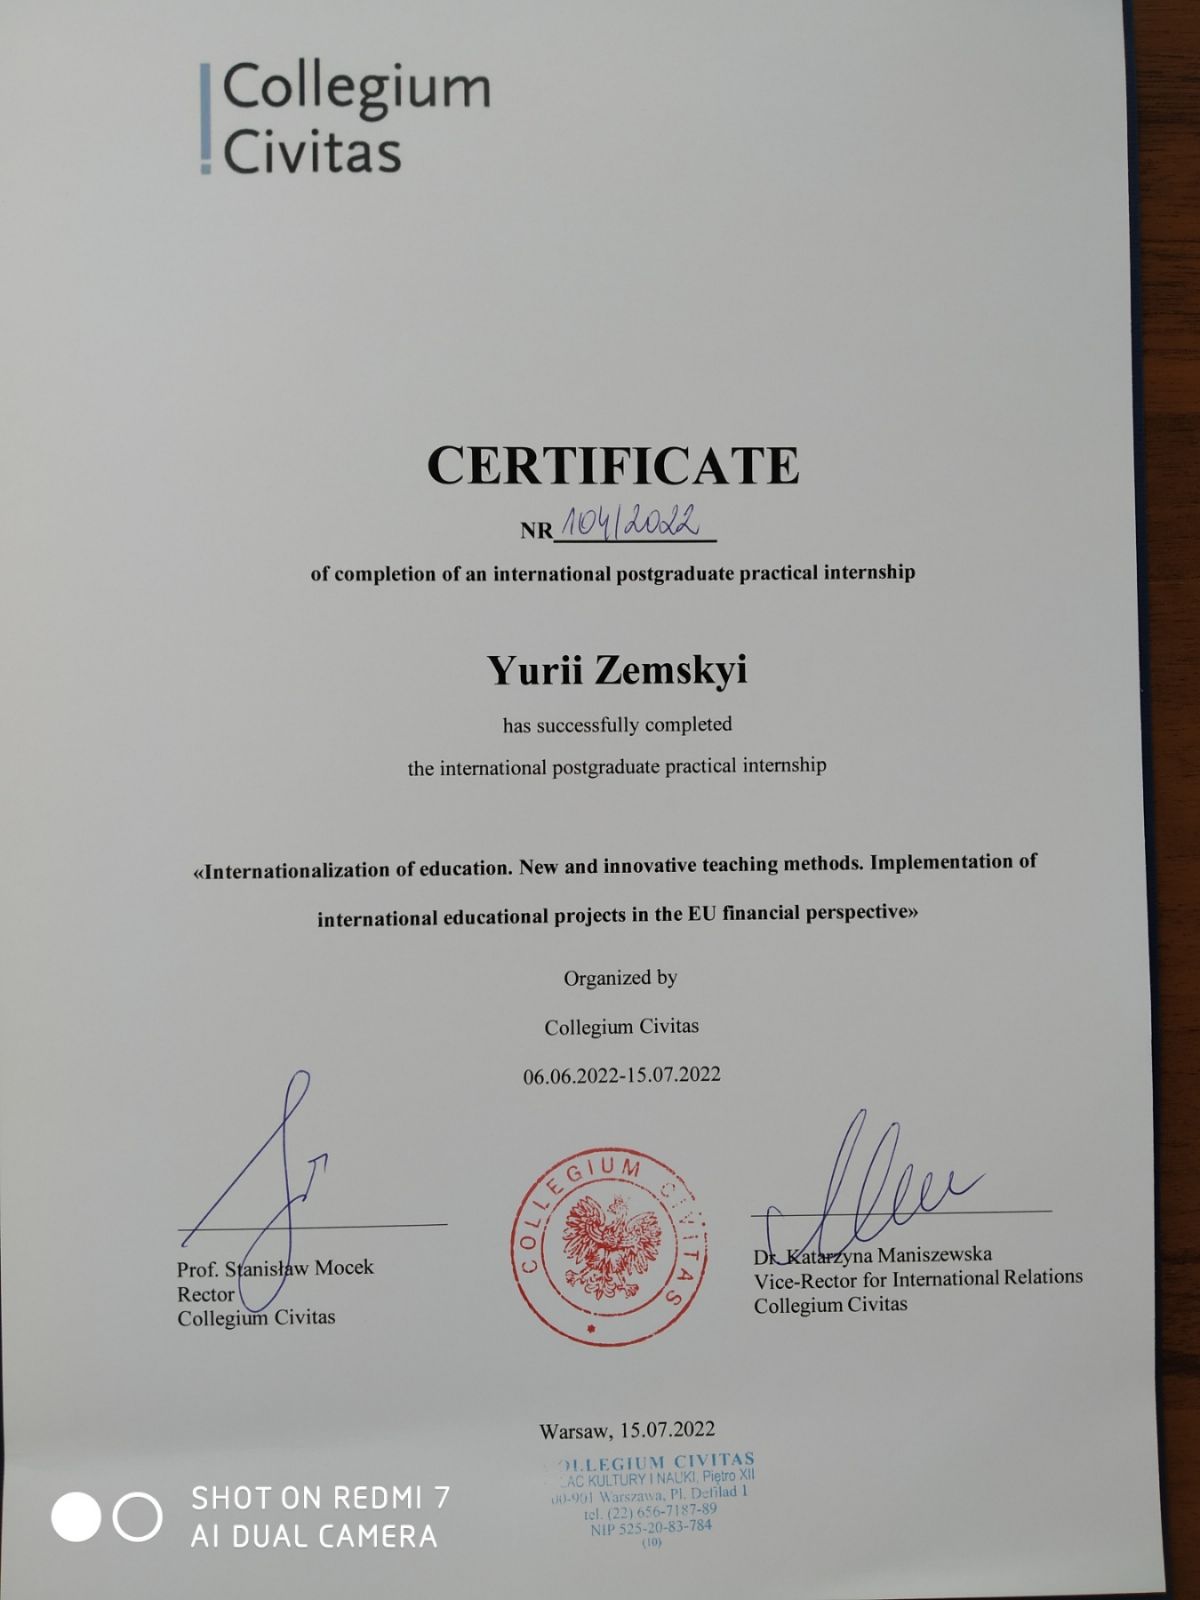 Collegium
Civitas
CERTIFICATE
NR 104/2022
of completion of an international postgraduate practical internship
Yurii Zemskyi
has successfully completed
the international postgraduate practical internship
«Internationalization of education. New and innovative teaching methods. Implementation of
international educational projects in the EU financial perspective»
Organized by
Collegium Civitas
06.06.2022-15.07.2022
Prof. Stanisław Mocek
Rector
Collegium Civitas
COLLEGIUM CIVITAS
Dr. Katarzyna Maniszewska
Vice-Rector for International Relations
Collegium Civitas
Warsaw, 15.07.2022
COLLEGIUM CIVITAS
KULTURY I NAUKI, Piętro XII
00-901 Warszawa, Pl. Defilad 1
tel. (22) 656-7187-89
NIP 525-20-83-784
(10)
SHOT ON REDMI 7
AI DUAL CAMERA